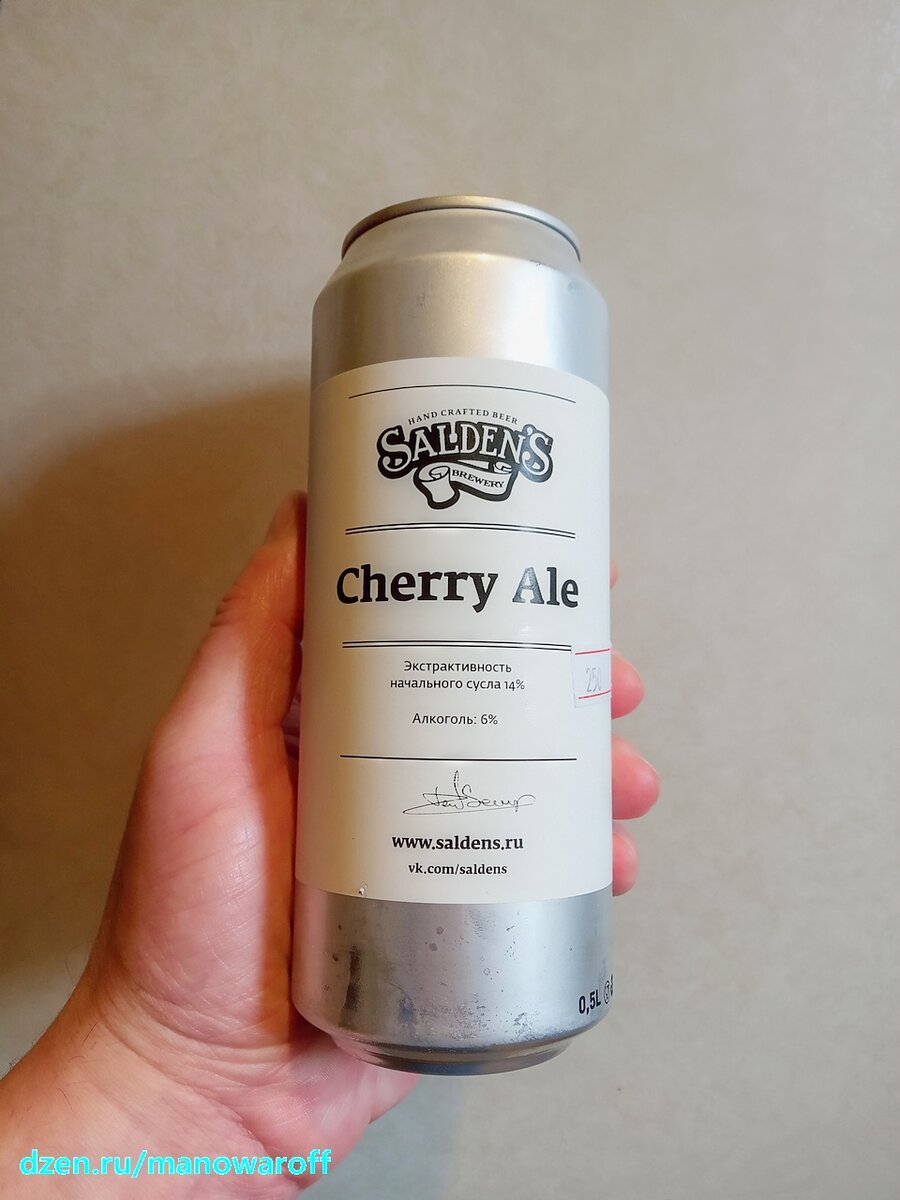 HAND CRAFTED BEER
SALDEN'S
BREWERY
Cherry Ale
Экстрактивность
начального сусла 14%
250
Алкоголь: 6%
www.saldens.ru
vk.com/saldens
0,5L
dzen.ru/manowaroff